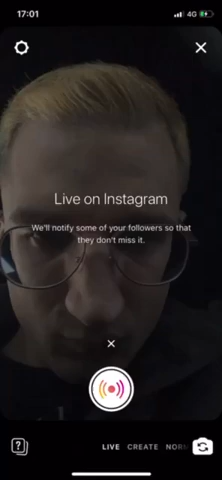 17:01
4G
Live on Instagram
We'll notify some of your followers so that
they don't miss it.
LIVE CREATE NORM